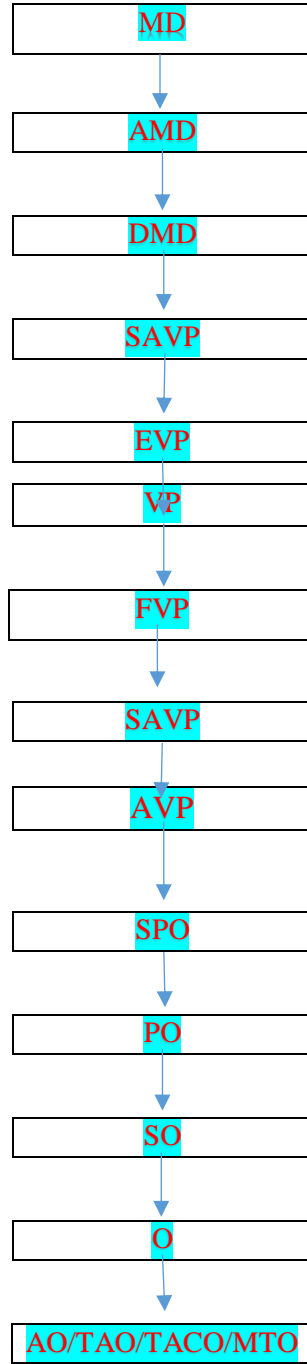 MD
AMD
DMD
SAVP
EVP
VP
FVP
SAVP
AVP
SPO
PO
SO
O
AO/TAO/TACO/MTO